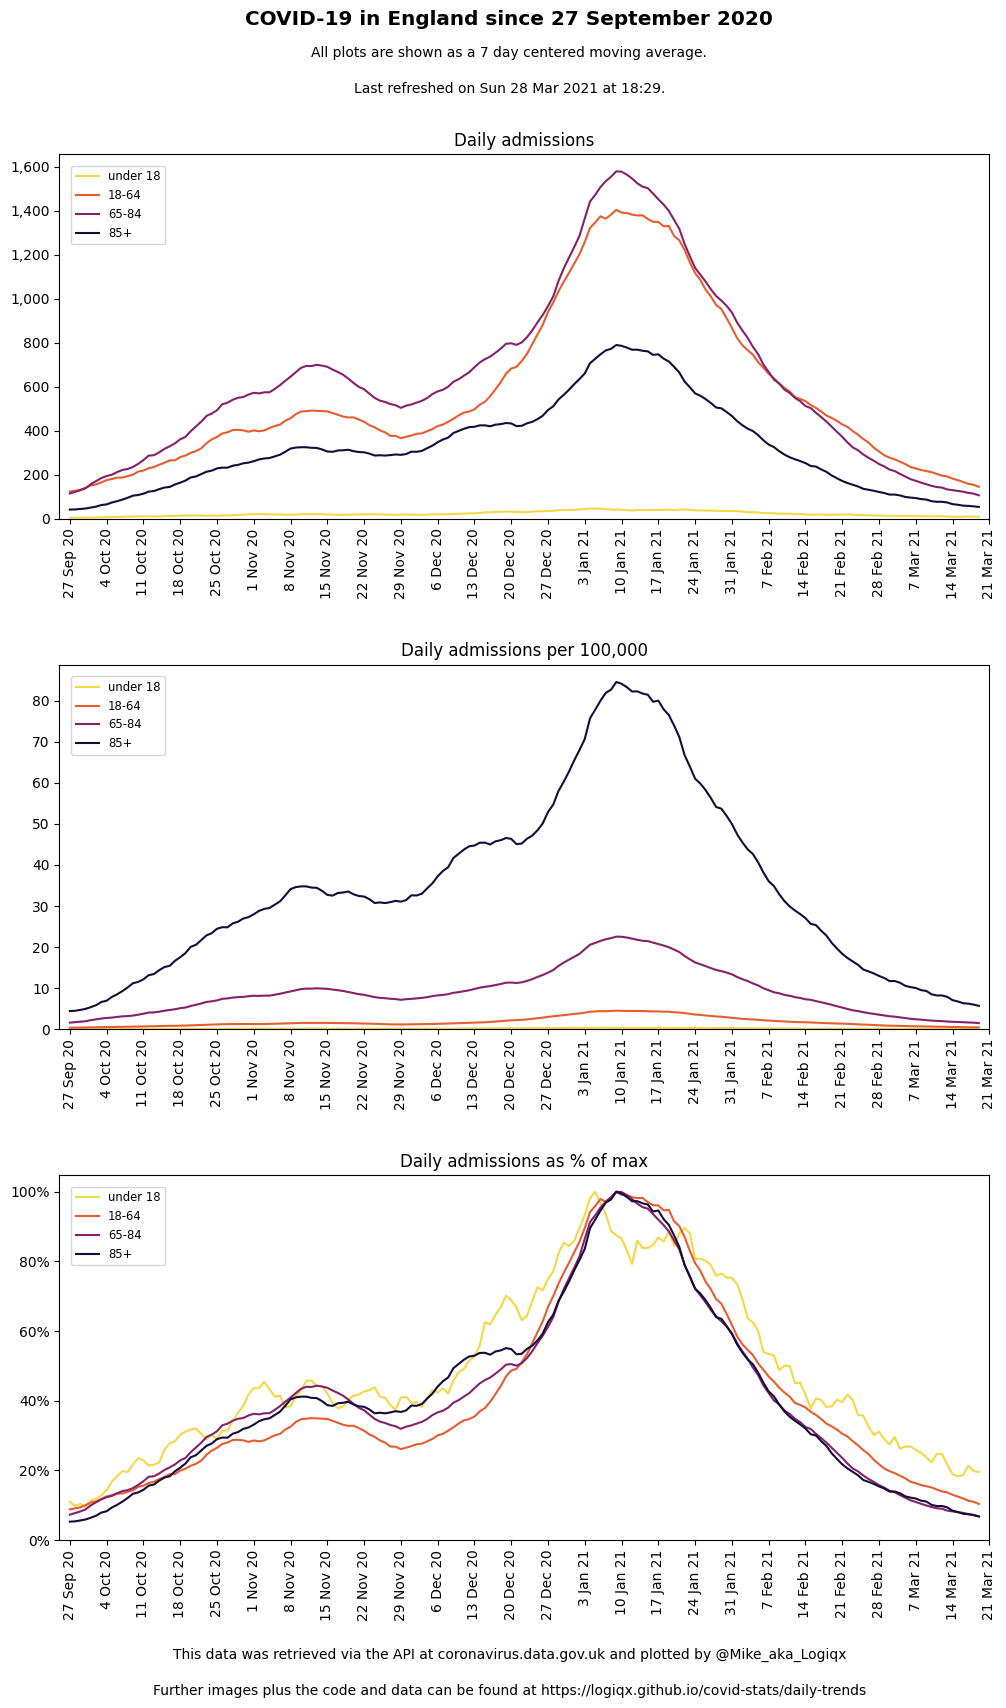 COVID-19 in England since 27 September 2020
All plots are shown as a 7 day centered moving average.
Last refreshed on Sun 28 Mar 2021 at 18:29.
Daily admissions
1,600
1,400
1,200
1,000
800
600
400
200
0
under 18
18-64
65-84
85+
27 Sep 20
4 Oct 20
11 Oct 20
18 Oct 20
25 Oct 20
1 Nov 20
8 Nov 20
15 Nov 20
22 Nov 20
29 Nov 20
6 Dec 20
13 Dec 20
20 Dec 20
27 Dec 20
3 Jan 21
10 Jan 21
17 Jan 21
24 Jan 21
31 Jan 21
7 Feb 21
14 Feb 21
21 Feb 21
28 Feb 21
7 Mar 21
14 Mar 21
21 Mar 21
Daily admissions per 100,000
80
70
60
50
40
30
20
10
0
under 18
18-64
65-84
85+
27 Sep 20
4 Oct 20
11 Oct 20
18 Oct 20
25 Oct 20
1 Nov 20
8 Nov 20
15 Nov 20
22 Nov 20
29 Nov 20
6 Dec 20
13 Dec 20
20 Dec 20
27 Dec 20
3 Jan 21
10 Jan 21
17 Jan 21
24 Jan 21
31 Jan 21
7 Feb 21
14 Feb 21
21 Feb 21
28 Feb 21
7 Mar 21
14 Mar 21
21 Mar 21
Daily admissions as % of max
100%
80%
60%
40%
20%
0%
under 18
18-64
65-84
85+
27 Sep 20
4 Oct 20
11 Oct 20
18 Oct 20
25 Oct 20
1 Nov 20
8 Nov 20
15 Nov 20
22 Nov 20
29 Nov 20
6 Dec 20
13 Dec 20
20 Dec 20
27 Dec 20
3 Jan 21
10 Jan 21
17 Jan 21
24 Jan 21
31 Jan 21
7 Feb 21
14 Feb 21
21 Feb 21
28 Feb 21
7 Mar 21
14 Mar 21
21 Mar 21
This data was retrieved via the API at coronavirus.data.gov.uk and plotted by @Mike_aka_Logiqx
Further images plus the code and data can be found at https://logiqx.github.io/covid-stats/daily-trends